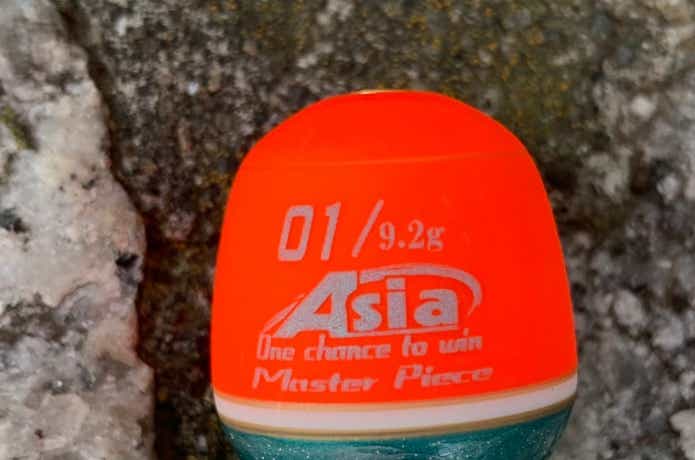 01/9.2g
Asia
One chance to win
Master Piece